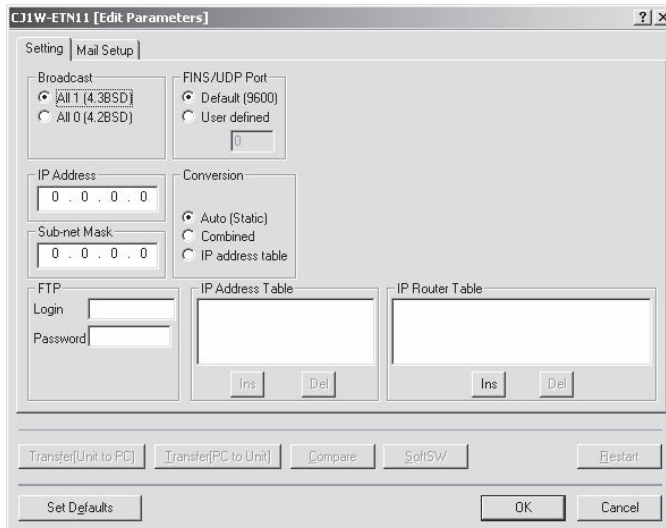 CJ1W-ETN11 [Edit Parameters]
Setting
Mail Setup
Broadcast
All 1 (4.3BSD)
All 0 (4.2BSD)
FINS/UDP Port
Default (9600)
User defined
0
IP Address
0 . 0 . 0 . 0
Sub-net Mask
0 . 0 . 0 . 0
Conversion
Auto (Static)
Combined
IP address table
FTP
Login
Password
IP Address Table
Ins
Del
IP Router Table
Ins
Del
Transfer[Unit to PC]
Transfer[PC to Unit]
Compare
SoftSW
Restart
Set Defaults
OK
Cancel